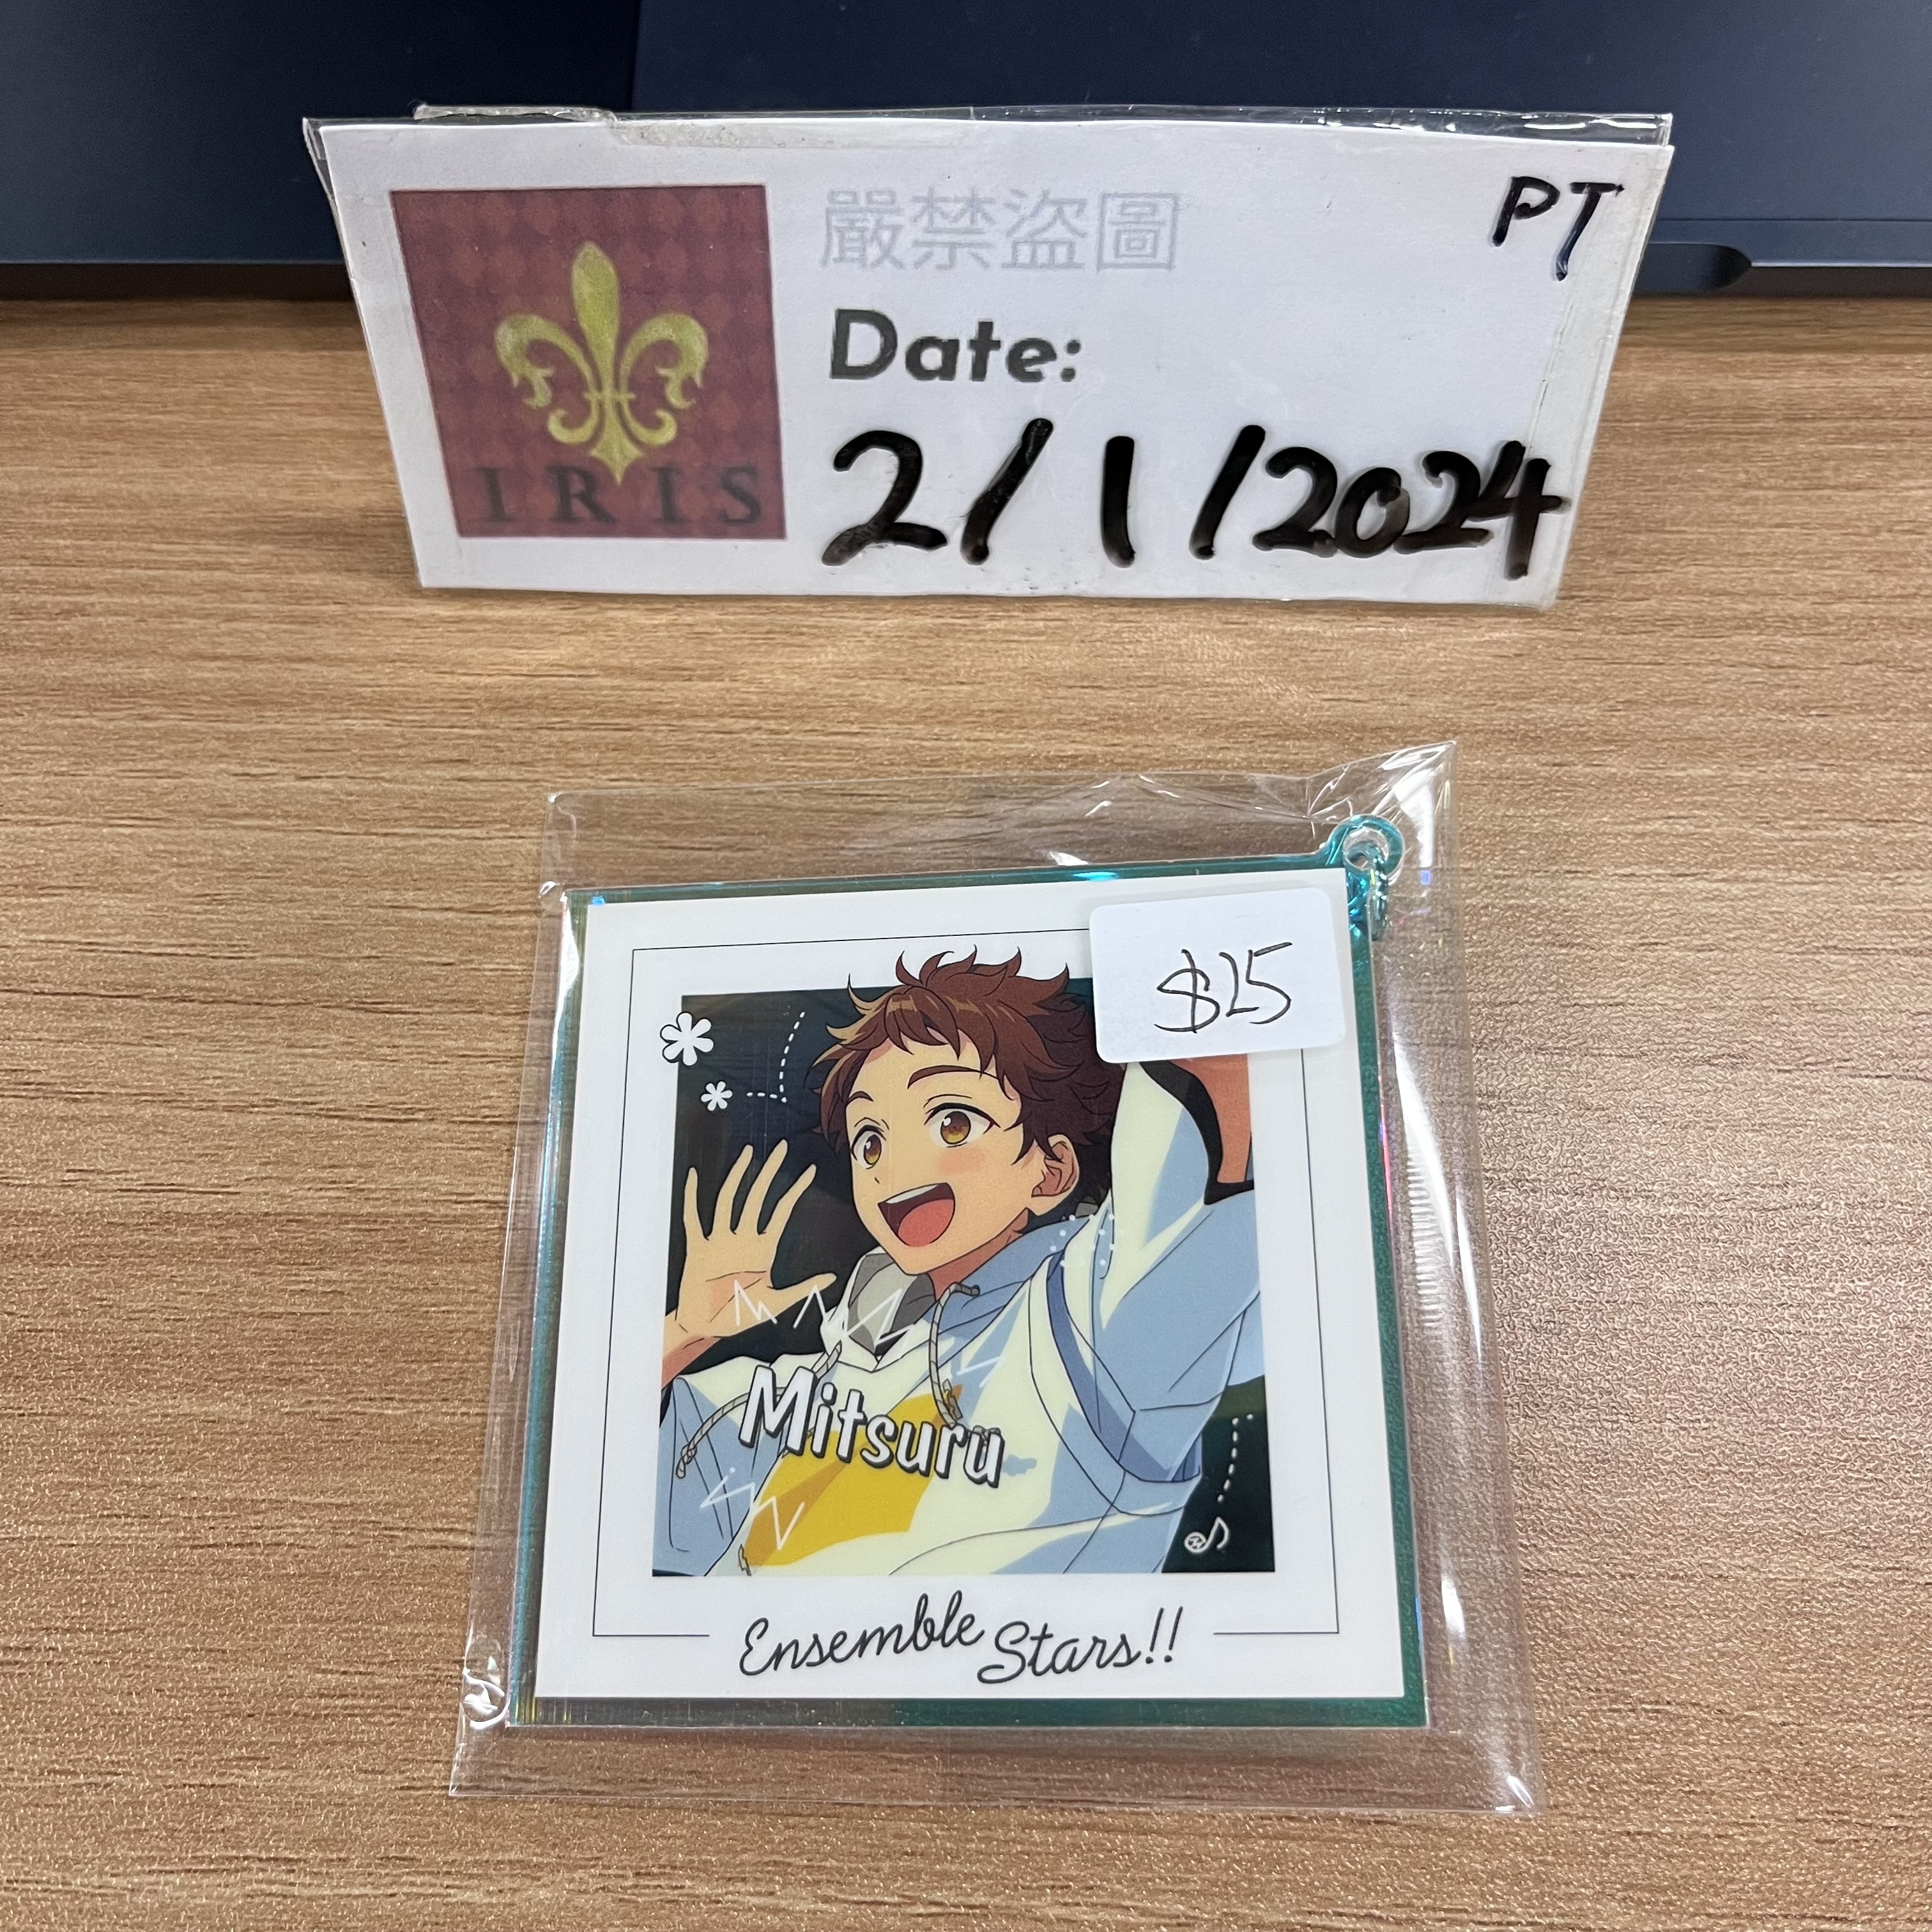 嚴禁盜圖
PT
IRIS
Date:
2/1/2024
$25
Mitsuru
Ensemble Stars!!